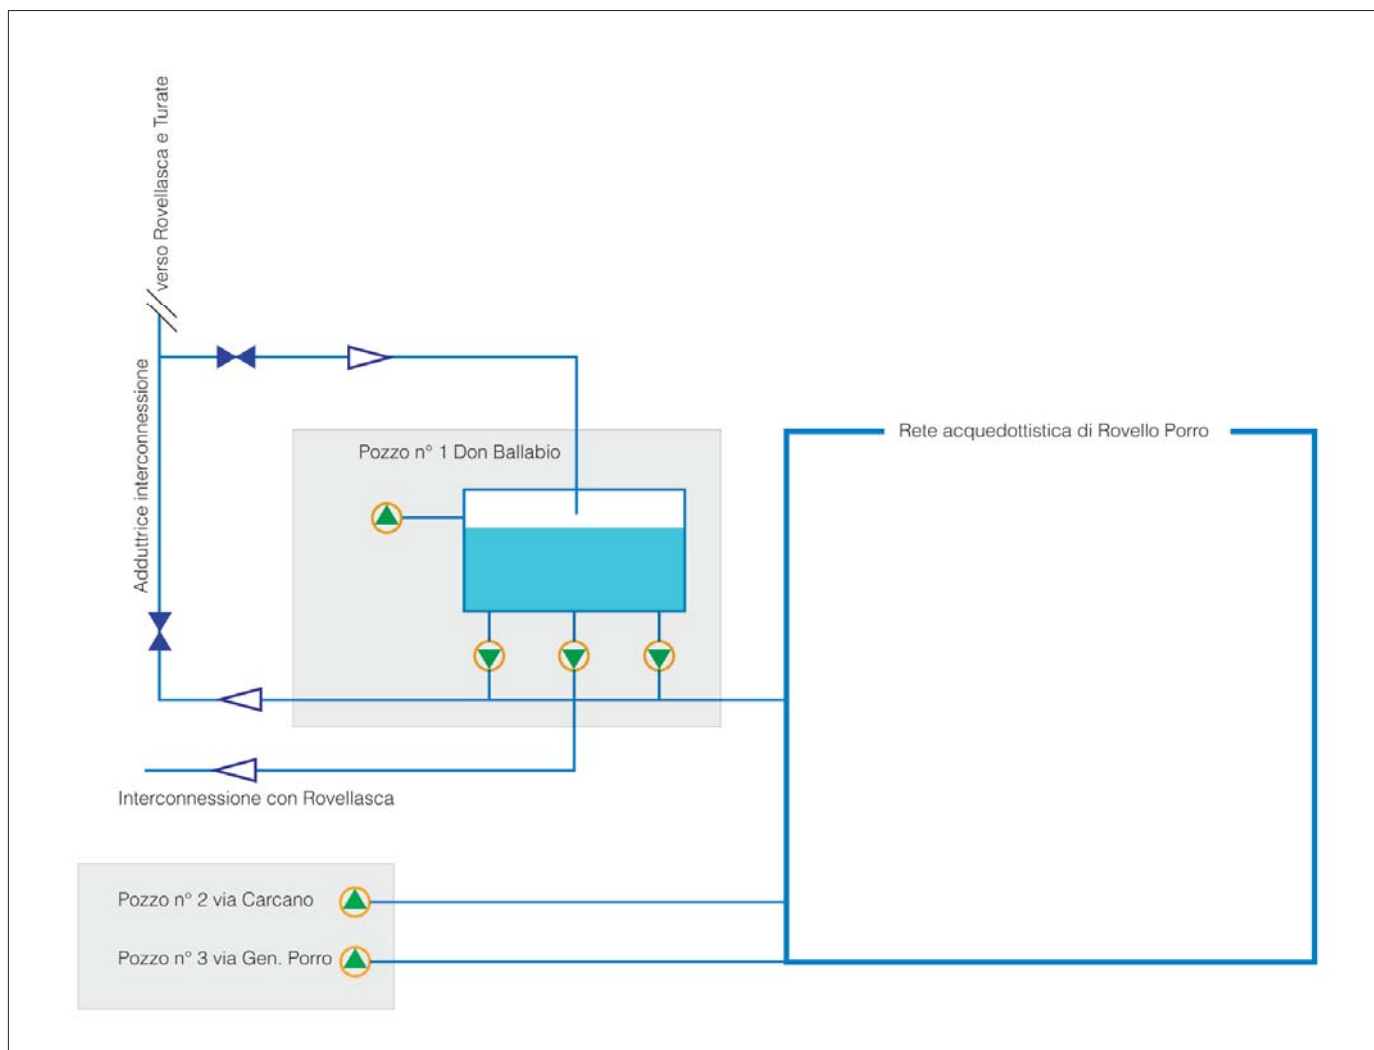 verso Rovellasca e Turate
Adduttrice interconnessione
Rete acquedottistica di Rovello Porro
Pozzo n° 1 Don Ballabio
Interconnessione con Rovellasca
Pozzo n° 2 via Carcano
Pozzo n° 3 via Gen. Porro